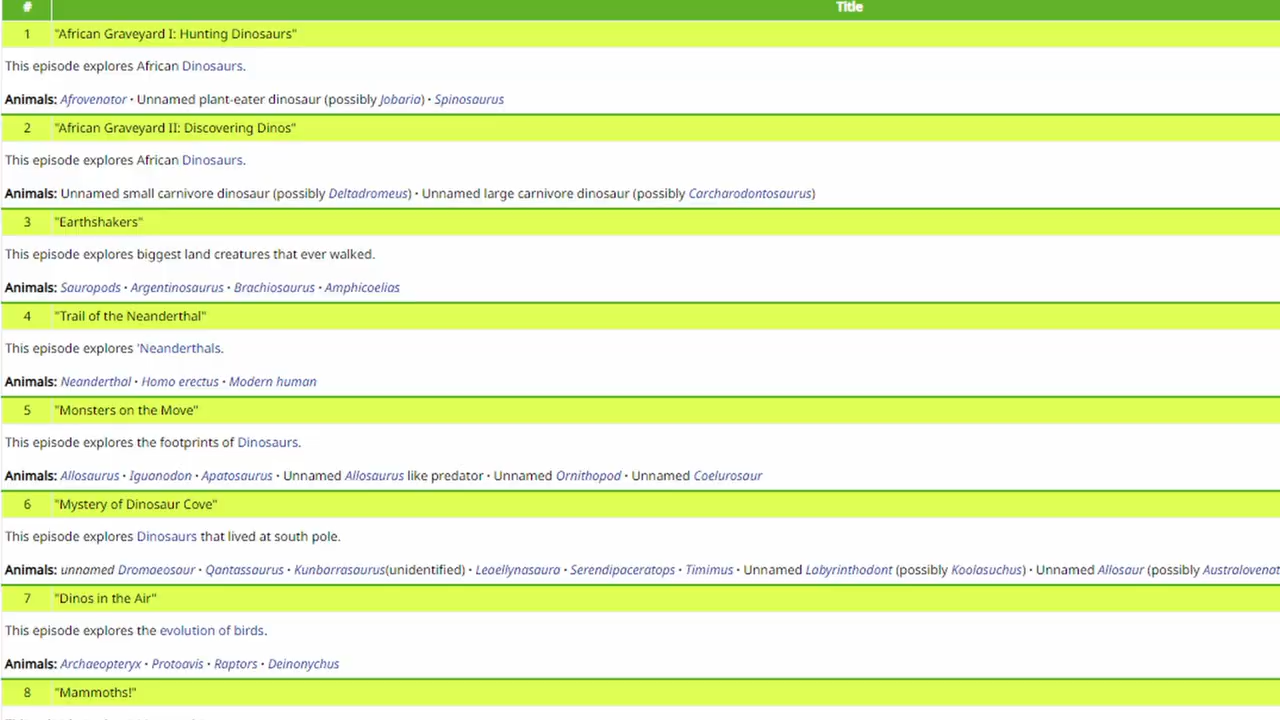 # Title
1 "African Graveyard I: Hunting Dinosaurs"
This episode explores African Dinosaurs.
Animals: Afrovenator • Unnamed plant-eater dinosaur (possibly Jobaria) • Spinosaurus
2 "African Graveyard II: Discovering Dinos"
This episode explores African Dinosaurs.
Animals: Unnamed small carnivore dinosaur (possibly Deltadromeus) • Unnamed large carnivore dinosaur (possibly Carcharodontosaurus)
3 "Earthshakers"
This episode explores biggest land creatures that ever walked.
Animals: Sauropods • Argentinosaurus • Brachiosaurus • Amphicoelias
4 "Trail of the Neanderthal"
This episode explores 'Neanderthals.
Animals: Neanderthal • Homo erectus • Modern human
5 "Monsters on the Move"
This episode explores the footprints of Dinosaurs.
Animals: Allosaurus • Iguanodon • Apatosaurus • Unnamed Allosaurus like predator • Unnamed Ornithopod • Unnamed Coelurosaur
6 "Mystery of Dinosaur Cove"
This episode explores Dinosaurs that lived at south pole.
Animals: unnamed Dromaeosaur • Qantassaurus • Kunbarrasaurus(unidentified) • Leaellynasaura • Serendipaceratops • Timimus • Unnamed Labyrinthodont (possibly Koolasuchus) • Unnamed Allosaur (possibly Australovenat
7 "Dinos in the Air"
This episode explores the evolution of birds.
Animals: Archaeopteryx • Protoavis • Raptors • Deinonychus
8 "Mammoths!"